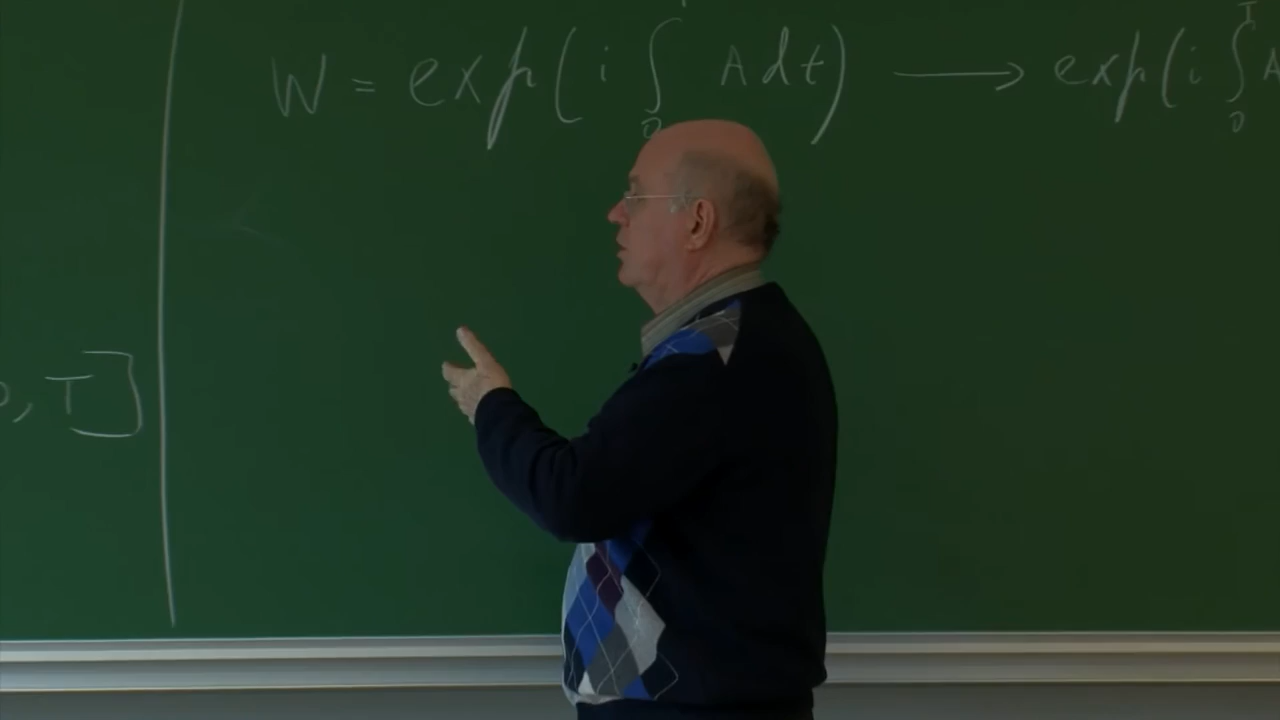 W = exp(i ∫₀ A dt) ⟶ exp(i ∫₀ᵀ A
, T]